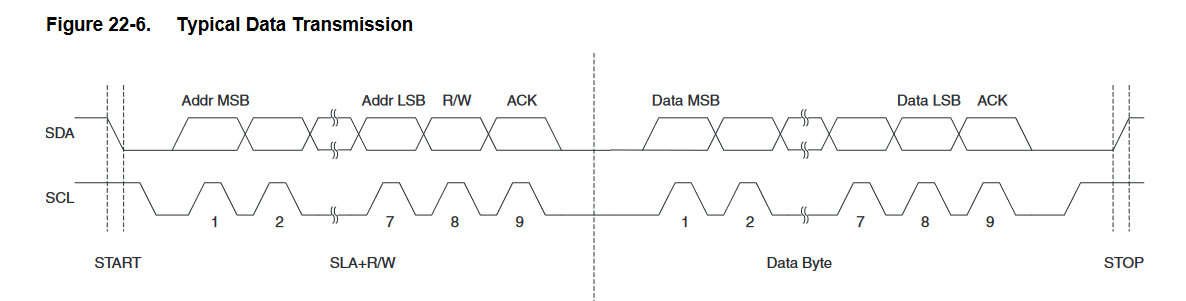 Figure 22-6. Typical Data Transmission
Addr MSB Addr LSB R/W ACK Data MSB Data LSB ACK
SDA
SCL
1 2 7 8 9 1 2 7 8 9
START SLA+R/W Data Byte STOP